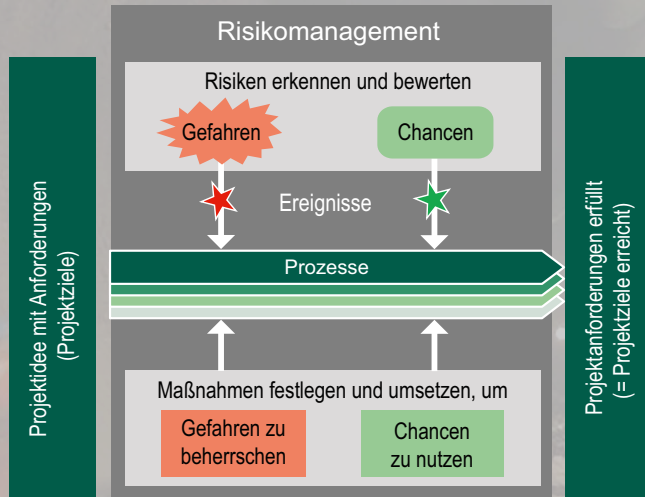 Risikomanagement
Projektidee mit Anforderungen
(Projektziele)
Risiken erkennen und bewerten
Gefahren
Chancen
Ereignisse
Prozesse
Maßnahmen festlegen und umsetzen, um
Gefahren zu
beherrschen
Chancen
zu nutzen
Projektanforderungen erfüllt
(= Projektziele erreicht)